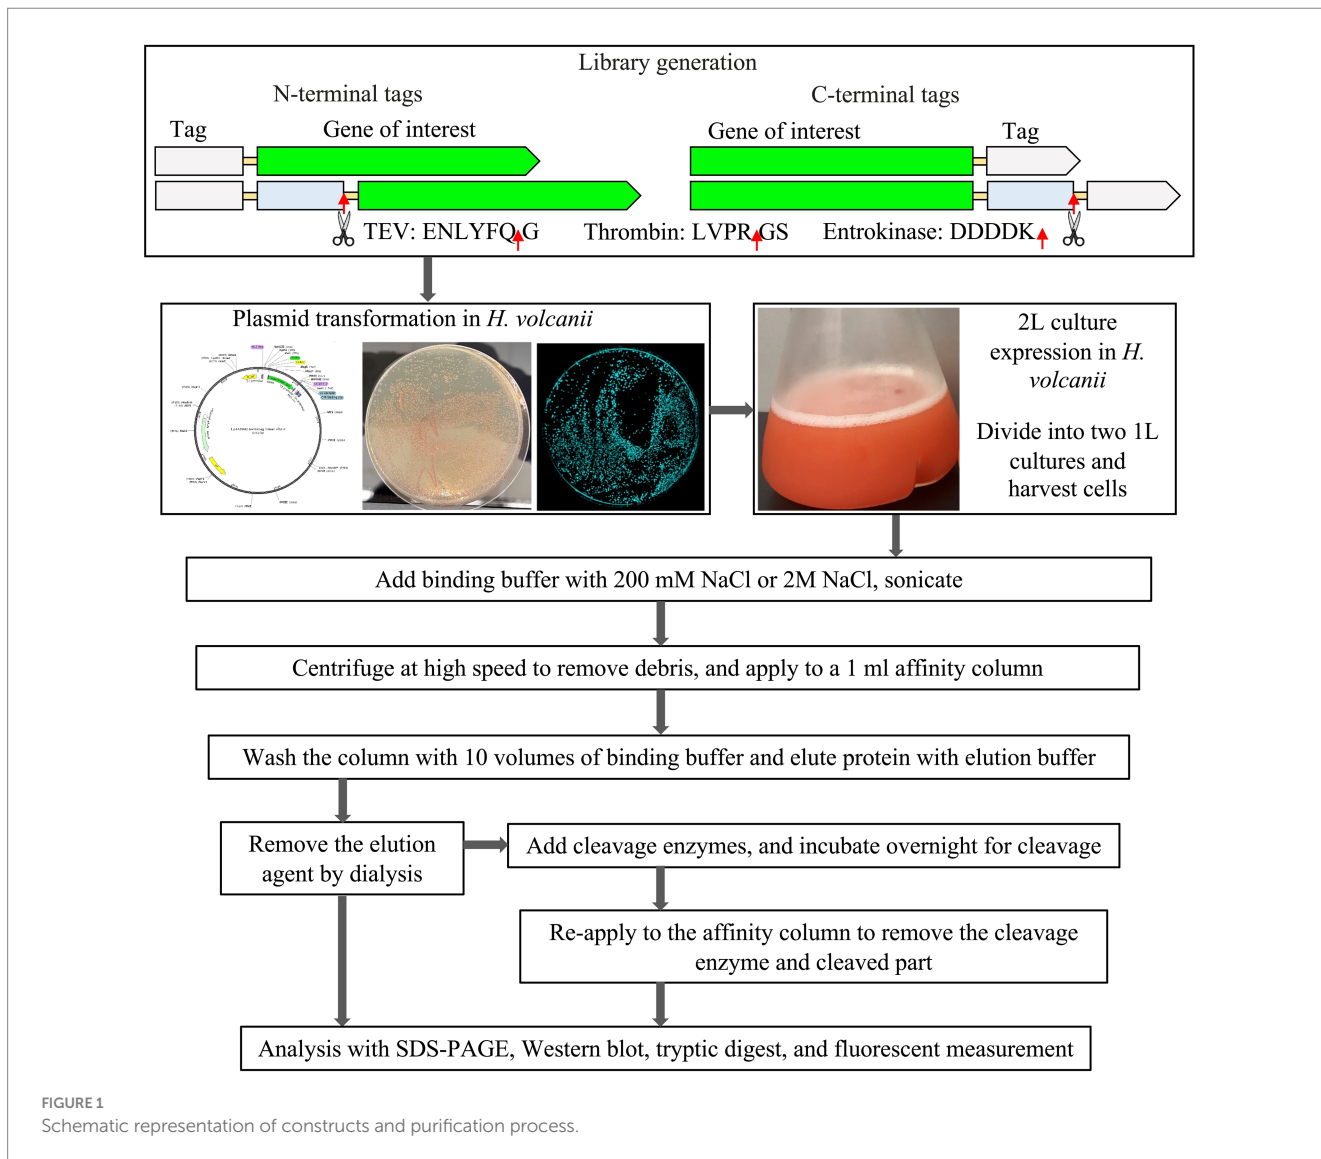 Library generation
N-terminal tags
C-terminal tags
Tag
Gene of interest
Gene of interest
Tag
TEV: ENLYFQ G
Thrombin: LVPR GS
Entrokinase: DDDDK
Plasmid transformation in H. volcanii
2L culture
expression in H.
volcanii
Divide into two 1L
cultures and
harvest cells
Add binding buffer with 200 mM NaCl or 2M NaCl, sonicate
Centrifuge at high speed to remove debris, and apply to a 1 ml affinity column
Wash the column with 10 volumes of binding buffer and elute protein with elution buffer
Remove the elution
agent by dialysis
Add cleavage enzymes, and incubate overnight for cleavage
Re-apply to the affinity column to remove the cleavage
enzyme and cleaved part
Analysis with SDS-PAGE, Western blot, tryptic digest, and fluorescent measurement
FIGURE 1
Schematic representation of constructs and purification process.